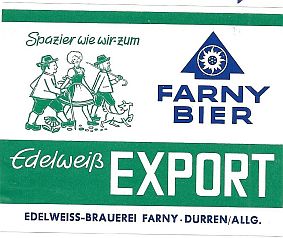 Spazier wie wir·zum
FARNY
BIER
Edelweiß EXPORT
EDELWEISS-BRAUEREI FARNY · DURREN/ALLG.